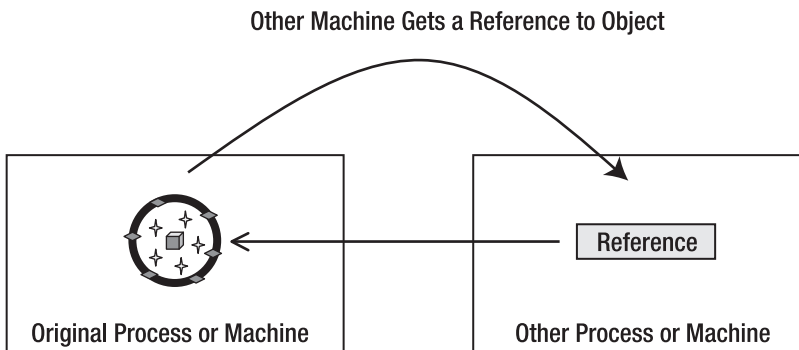 Other Machine Gets a Reference to Object
Reference
Original Process or Machine
Other Process or Machine